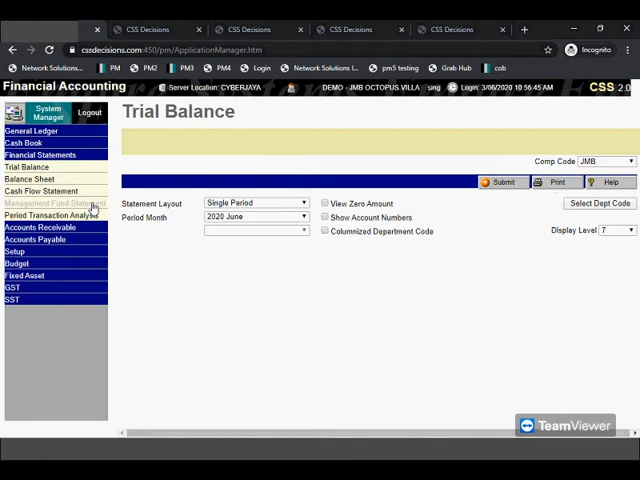 CSS Decisions
CSS Decisions
CSS Decisions
CSS Decisions
cssdecisions.com:450/pm/ApplicationManager.htm
Incognito
Network Solutions...
PM
PM2
PM3
PM4
Login
Network Solutions I...
pm5 testing
Grab Hub
cob
Financial Accounting
Server Location: CYBERJAYA
DEMO - JMB OCTOPUS VILLA
sing
Login: 3/06/2020 10:56:45 AM
CSS 2.0
System Manager
Logout
Trial Balance
General Ledger
Cash Book
Financial Statements
Trial Balance
Balance Sheet
Cash Flow Statement
Management Fund Statement
Period Transaction Analysis
Accounts Receivable
Accounts Payable
Setup
Budget
Fixed Asset
GST
SST
Comp Code JMB
Submit
Print
Help
Statement Layout Single Period
View Zero Amount
Select Dept Code
Period Month 2020 June
Show Account Numbers
Columnized Department Code
Display Level 7
TeamViewer